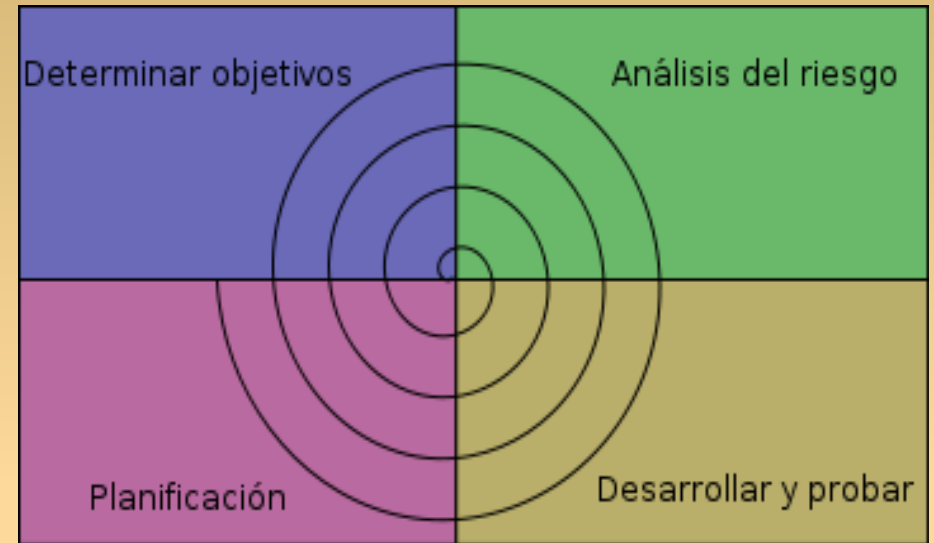 Determinar objetivos
Análisis del riesgo
Planificación
Desarrollar y probar